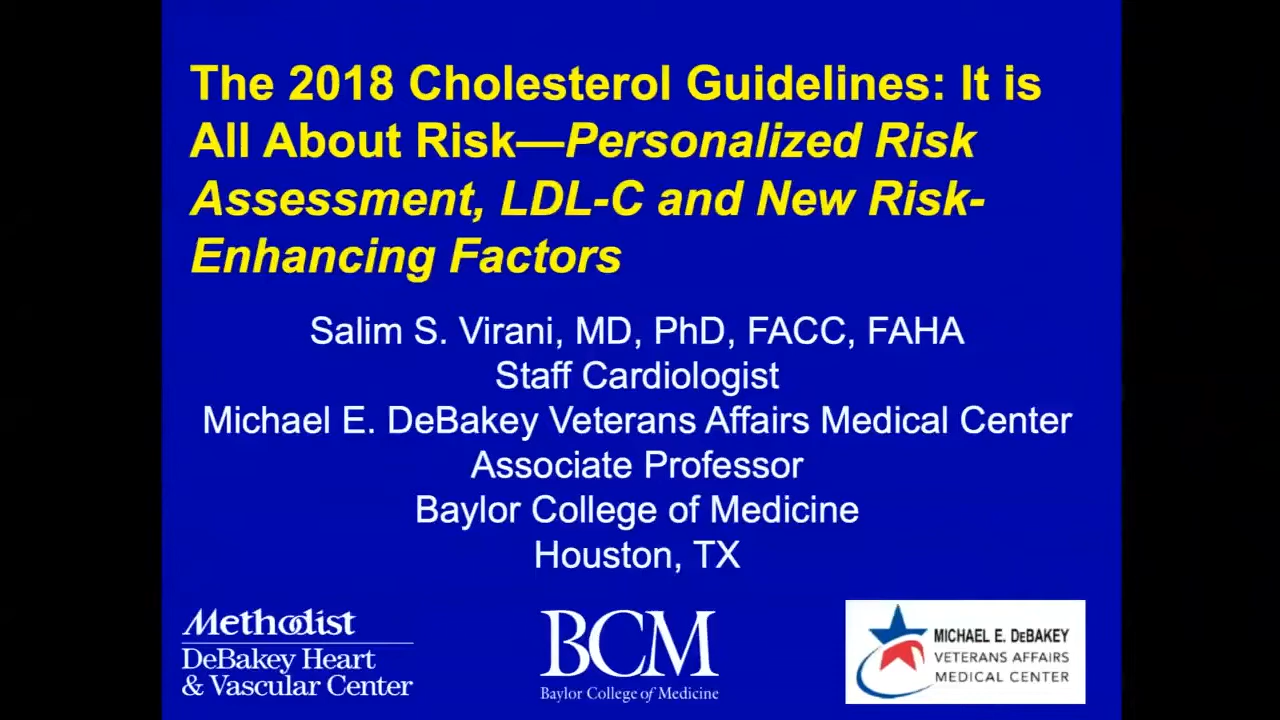 The 2018 Cholesterol Guidelines: It is
All About Risk—Personalized Risk
Assessment, LDL-C and New Risk-
Enhancing Factors
Salim S. Virani, MD, PhD, FACC, FAHA
Staff Cardiologist
Michael E. DeBakey Veterans Affairs Medical Center
Associate Professor
Baylor College of Medicine
Houston, TX
Methodist
DeBakey Heart
& Vascular Center
BCM
Baylor College of Medicine
MICHAEL E. DEBAKEY
VETERANS AFFAIRS
MEDICAL CENTER